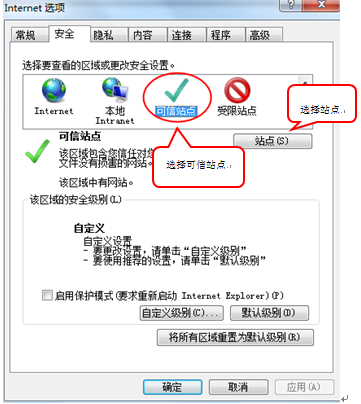 Internet 选项
常规 安全 隐私 内容 连接 程序 高级
选择要查看的区域或更改安全设置。
Internet 本地 Intranet 可信站点 受限站点
选择站点.
可信站点
站点(S)
该区域包含您信任对您
文件没有损害的网站。
选择可信站点.
该区域中有网站。
该区域的安全级别(L)
自定义
自定义设置
- 要更改设置，请单击“自定义级别”
- 要使用推荐的设置，请单击“默认级别”
启用保护模式(要求重新启动 Internet Explorer)(P)
自定义级别(C)... 默认级别(D)
将所有区域重置为默认级别(R)
确定 取消 应用(A)